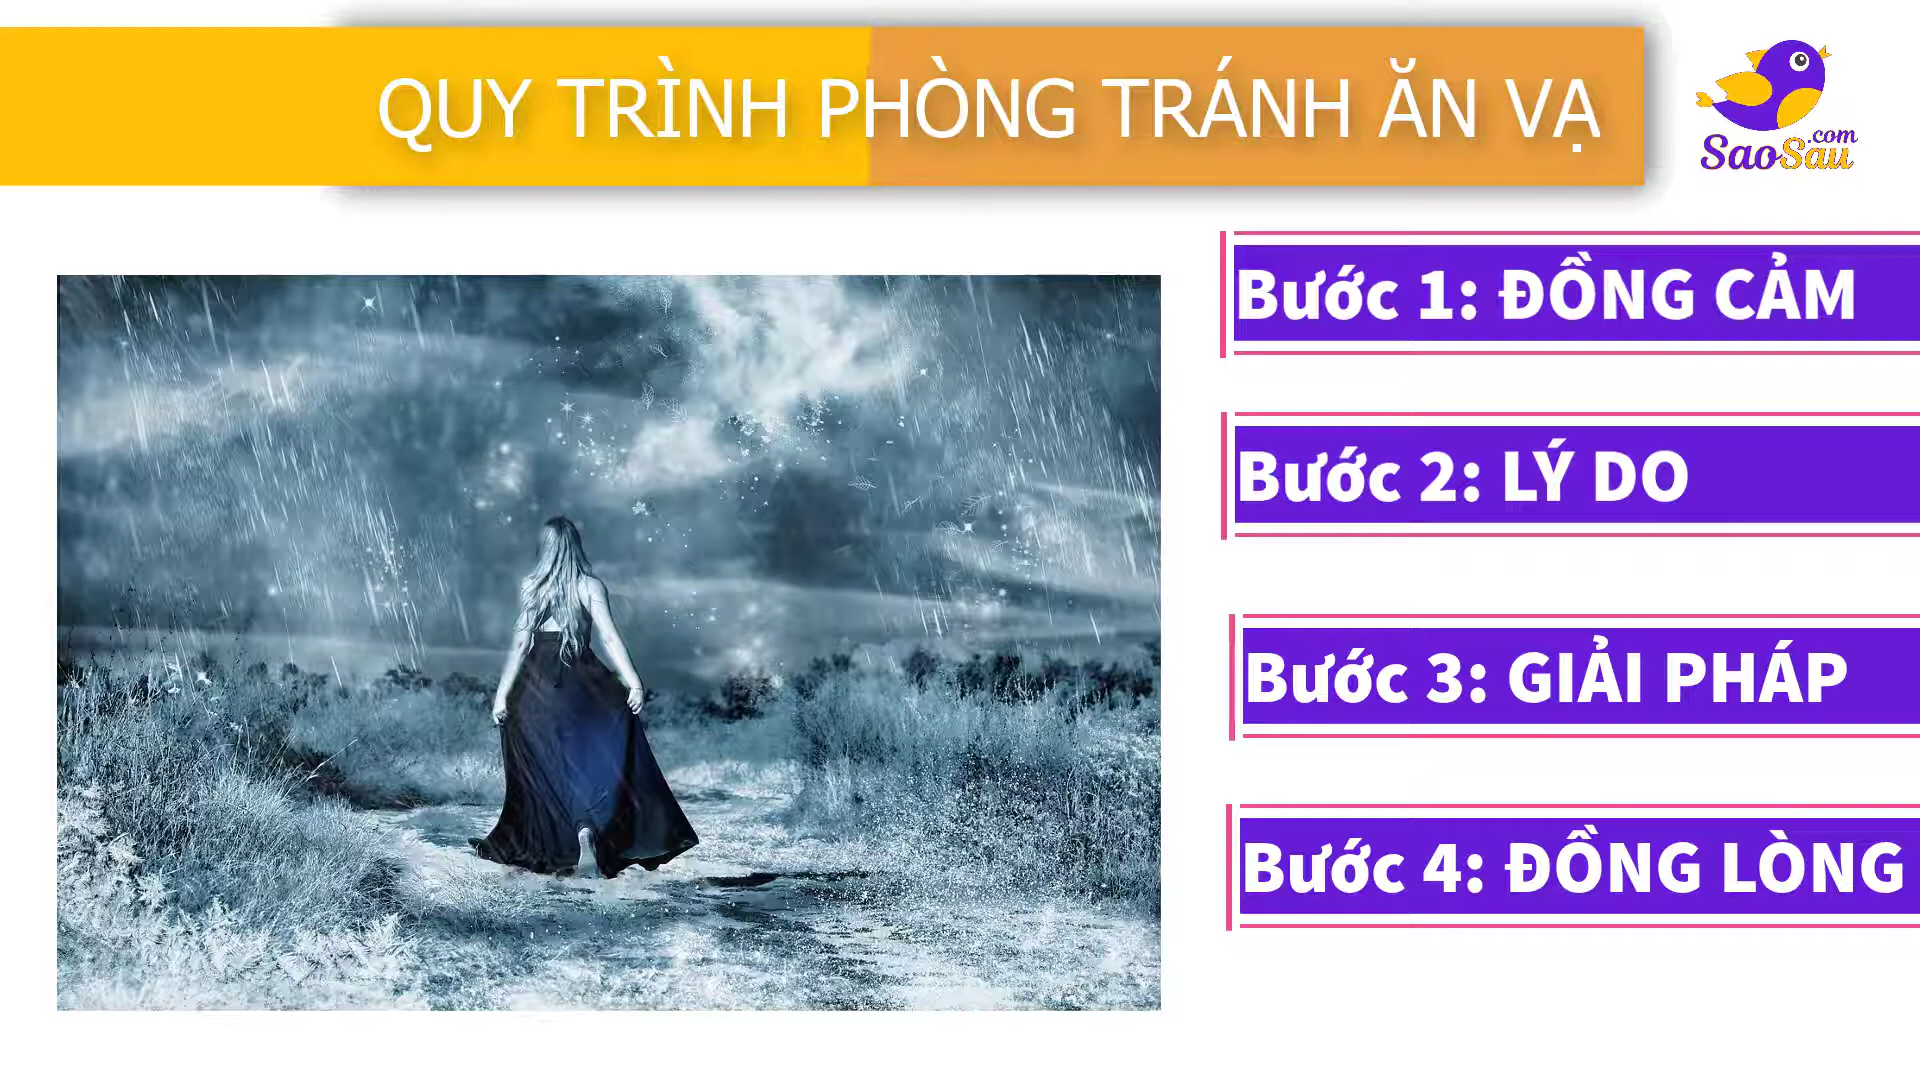 QUY TRÌNH PHÒNG TRÁNH ĂN VẠ
SaoSau.com
Bước 1: ĐỒNG CẢM
Bước 2: LÝ DO
Bước 3: GIẢI PHÁP
Bước 4: ĐỒNG LÒNG